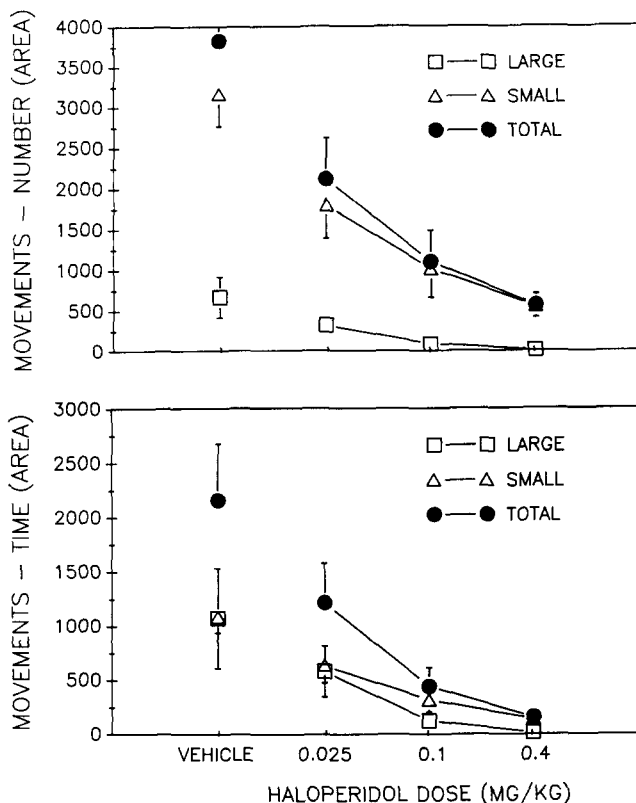 MOVEMENTS – NUMBER (AREA)
4000
3500
3000
2500
2000
1500
1000
500
0
LARGE
SMALL
TOTAL
MOVEMENTS – TIME (AREA)
3000
2500
2000
1500
1000
500
0
LARGE
SMALL
TOTAL
VEHICLE 0.025 0.1 0.4
HALOPERIDOL DOSE (MG/KG)